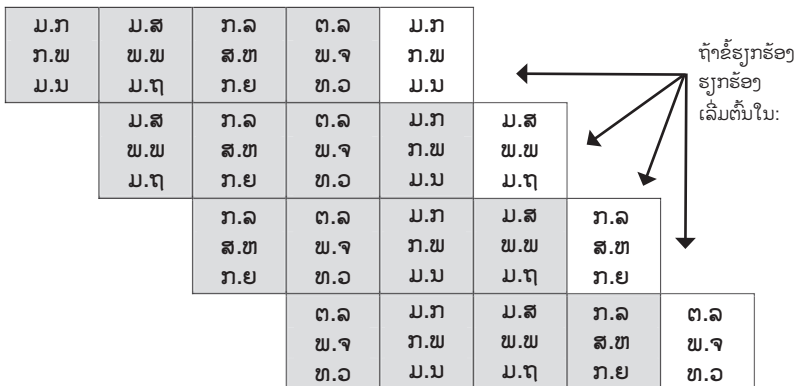 ມ.ກ ມ.ສ ກ.ລ ຕ.ລ ມ.ກ
ກ.ພ ພ.ພ ສ.ຫ ພ.ຈ ກ.ພ
ມ.ນ ມ.ຖ ກ.ຍ ທ.ວ ມ.ນ
ຖ້າຂໍ້ຮຽກຮ້ອງ
ຮຽກຮ້ອງ
ເລີ່ມຕົ້ນໃນ:
ມ.ສ ກ.ລ ຕ.ລ ມ.ກ ມ.ສ
ພ.ພ ສ.ຫ ພ.ຈ ກ.ພ ພ.ພ
ມ.ຖ ກ.ຍ ທ.ວ ມ.ນ ມ.ຖ
ກ.ລ ຕ.ລ ມ.ກ ມ.ສ ກ.ລ
ສ.ຫ ພ.ຈ ກ.ພ ພ.ພ ສ.ຫ
ກ.ຍ ທ.ວ ມ.ນ ມ.ຖ ກ.ຍ
ຕ.ລ ມ.ກ ມ.ສ ກ.ລ ຕ.ລ
ພ.ຈ ກ.ພ ພ.ພ ສ.ຫ ພ.ຈ
ທ.ວ ມ.ນ ມ.ຖ ກ.ຍ ທ.ວ